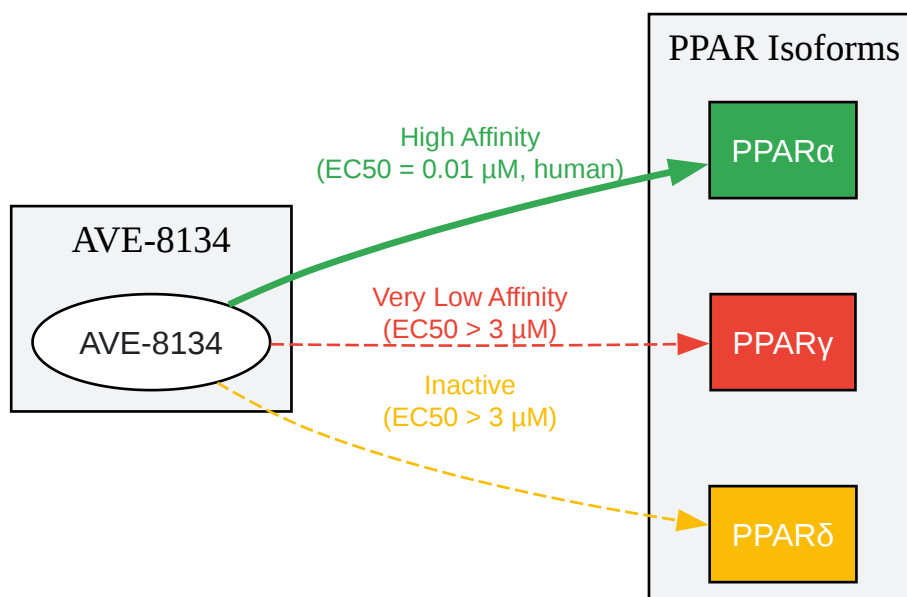 PPAR Isoforms
High Affinity
(EC50 = 0.01 µM, human)
PPARα
AVE-8134
AVE-8134
Very Low Affinity
(EC50 > 3 µM)
PPARγ
Inactive
(EC50 > 3 µM)
PPARδ